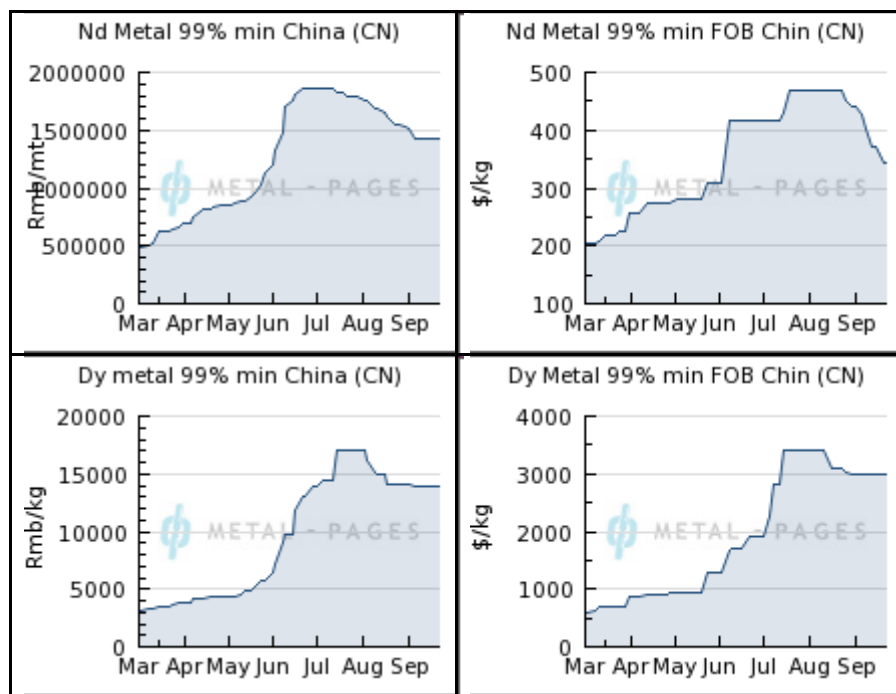 Nd Metal 99% min China (CN)
2000000
1500000
1000000
500000
0
Rmb/mt
METAL - PAGES
Mar Apr May Jun Jul Aug Sep
Nd Metal 99% min FOB Chin (CN)
500
400
300
200
100
$/kg
METAL - PAGES
Mar Apr May Jun Jul Aug Sep
Dy metal 99% min China (CN)
20000
15000
10000
5000
0
Rmb/kg
METAL - PAGES
Mar Apr May Jun Jul Aug Sep
Dy Metal 99% min FOB Chin (CN)
4000
3000
2000
1000
0
$/kg
METAL - PAGES
Mar Apr May Jun Jul Aug Sep